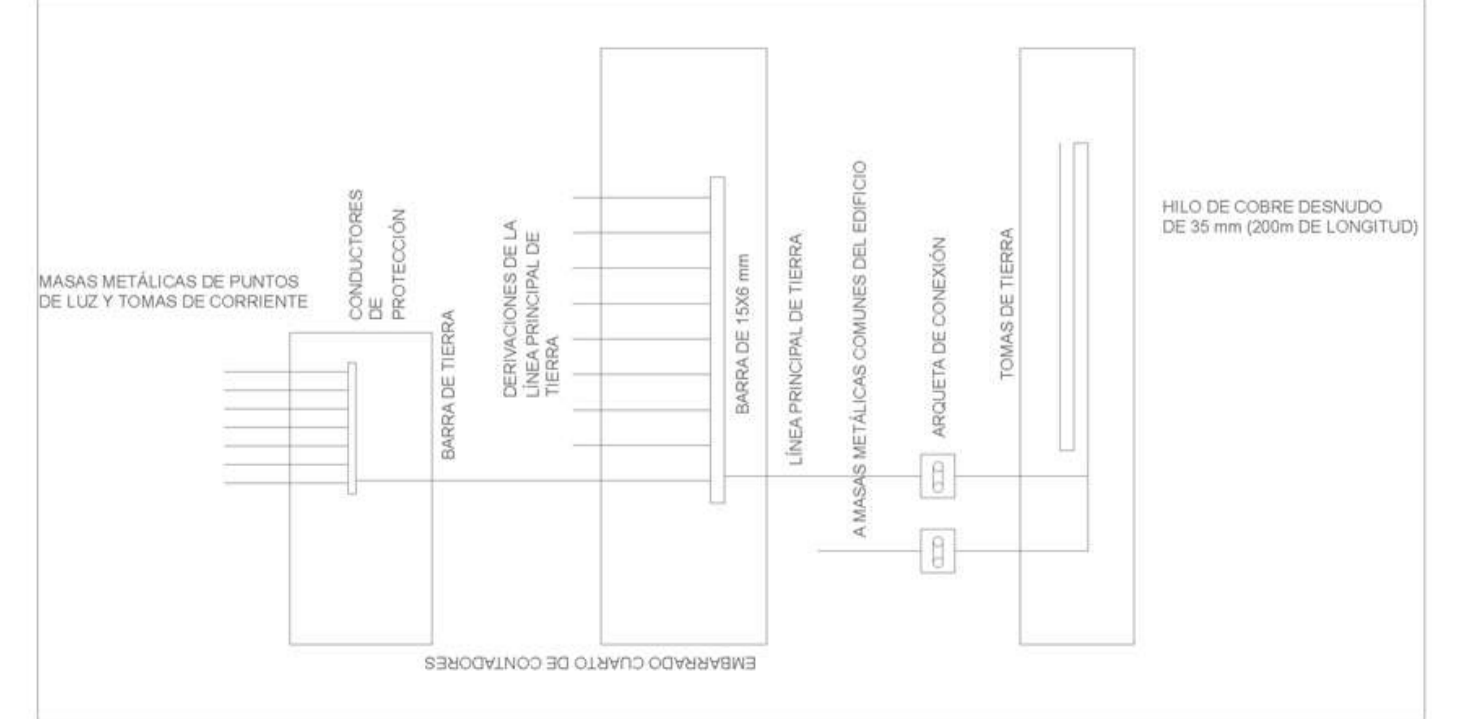 MASAS METÁLICAS DE PUNTOS
DE LUZ Y TOMAS DE CORRIENTE
CONDUCTORES
DE
PROTECCIÓN
BARRA DE TIERRA
DERIVACIONES DE LA
LÍNEA PRINCIPAL DE
TIERRA
BARRA DE 15X6 mm
LÍNEA PRINCIPAL DE TIERRA
A MASAS METÁLICAS COMUNES DEL EDIFICIO
ARQUETA DE CONEXIÓN
TOMAS DE TIERRA
HILO DE COBRE DESNUDO
DE 35 mm (200m DE LONGITUD)
EMBARRADO CUARTO DE CONTADORES